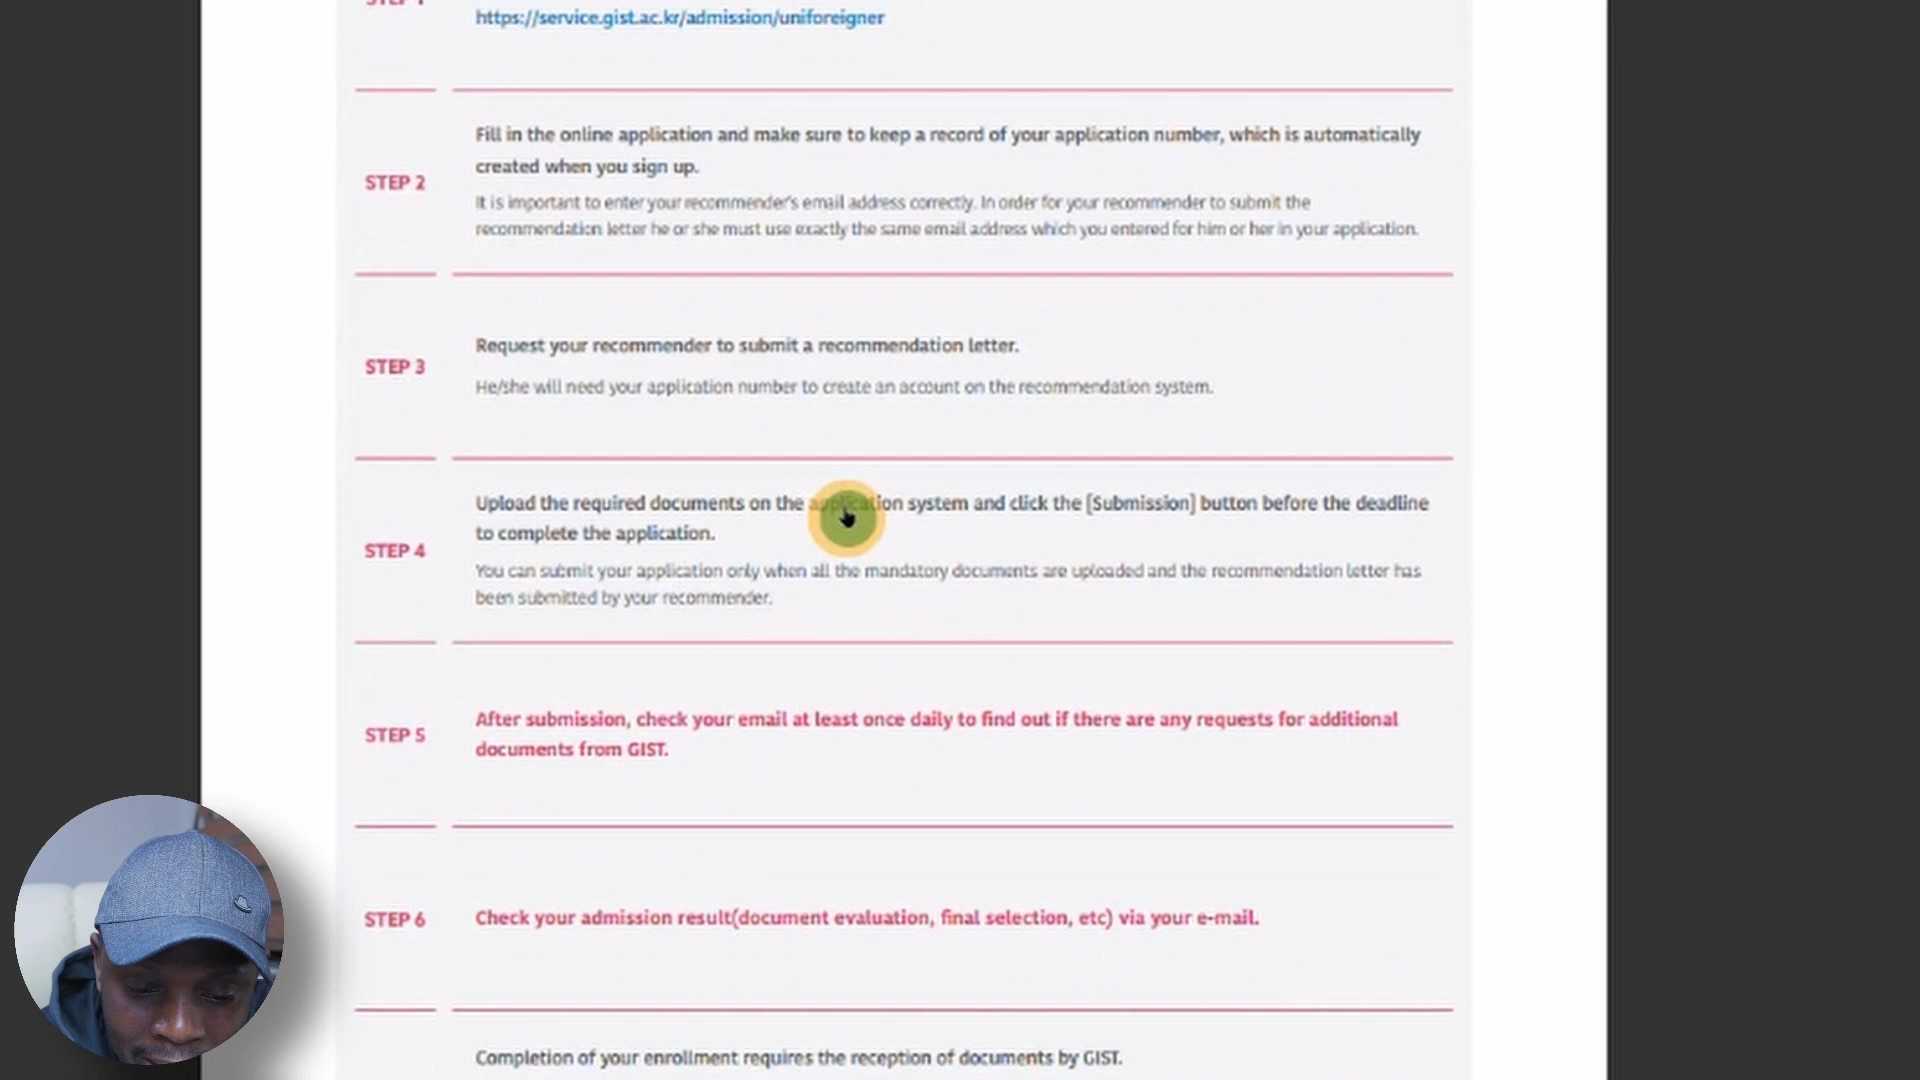 https://service.gist.ac.kr/admission/uniforeigner
Fill in the online application and make sure to keep a record of your application number, which is automatically
created when you sign up.
STEP 2
It is important to enter your recommender's email address correctly. In order for your recommender to submit the
recommendation letter he or she must use exactly the same email address which you entered for him or her in your application.
Request your recommender to submit a recommendation letter.
STEP 3
He/she will need your application number to create an account on the recommendation system.
Upload the required documents on the application system and click the [Submission] button before the deadline
to complete the application.
STEP 4
You can submit your application only when all the mandatory documents are uploaded and the recommendation letter has
been submitted by your recommender.
After submission, check your email at least once daily to find out if there are any requests for additional
STEP 5
documents from GIST.
STEP 6
Check your admission result(document evaluation, final selection, etc) via your e-mail.
Completion of your enrollment requires the reception of documents by GIST.